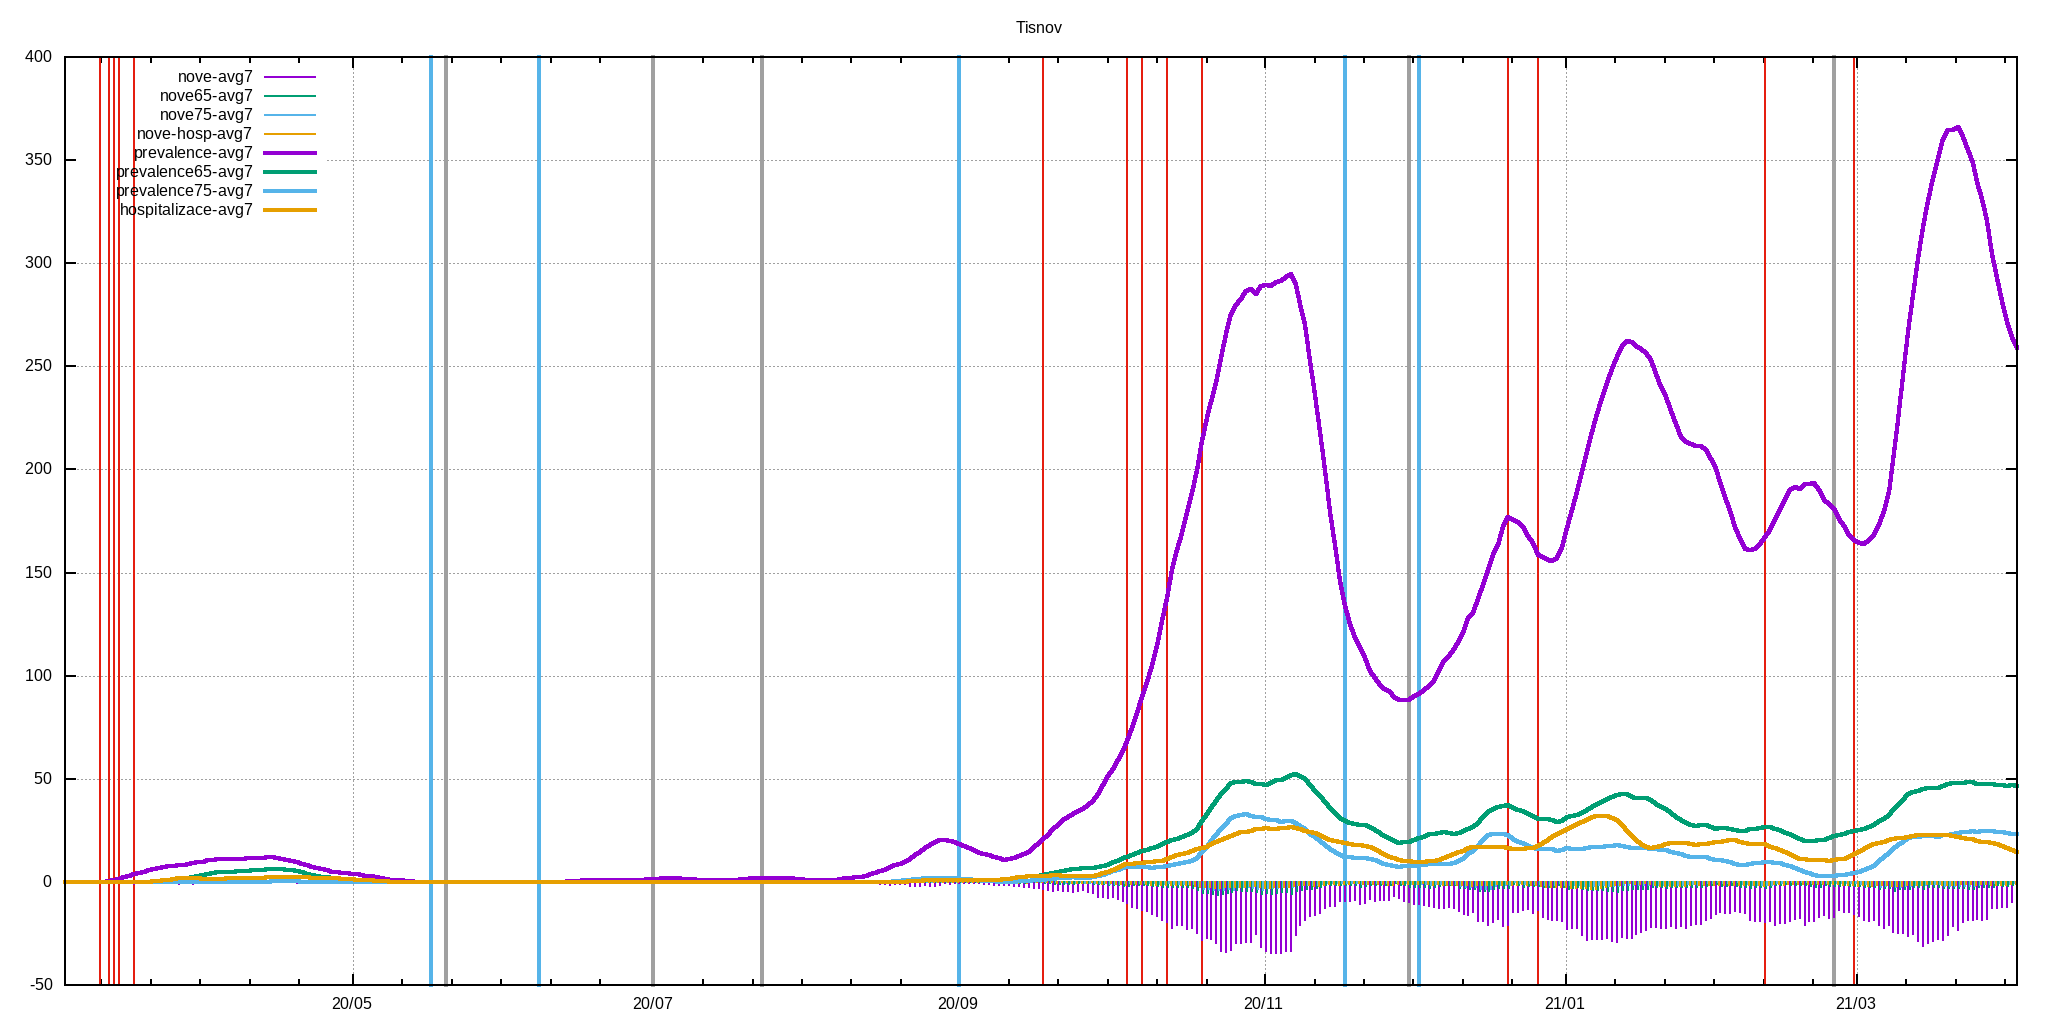 Tisnov
400
350
300
250
200
150
100
50
0
-50
nove-avg7
nove65-avg7
nove75-avg7
nove-hosp-avg7
prevalence-avg7
prevalence65-avg7
prevalence75-avg7
hospitalizace-avg7
20/05
20/07
20/09
20/11
21/01
21/03